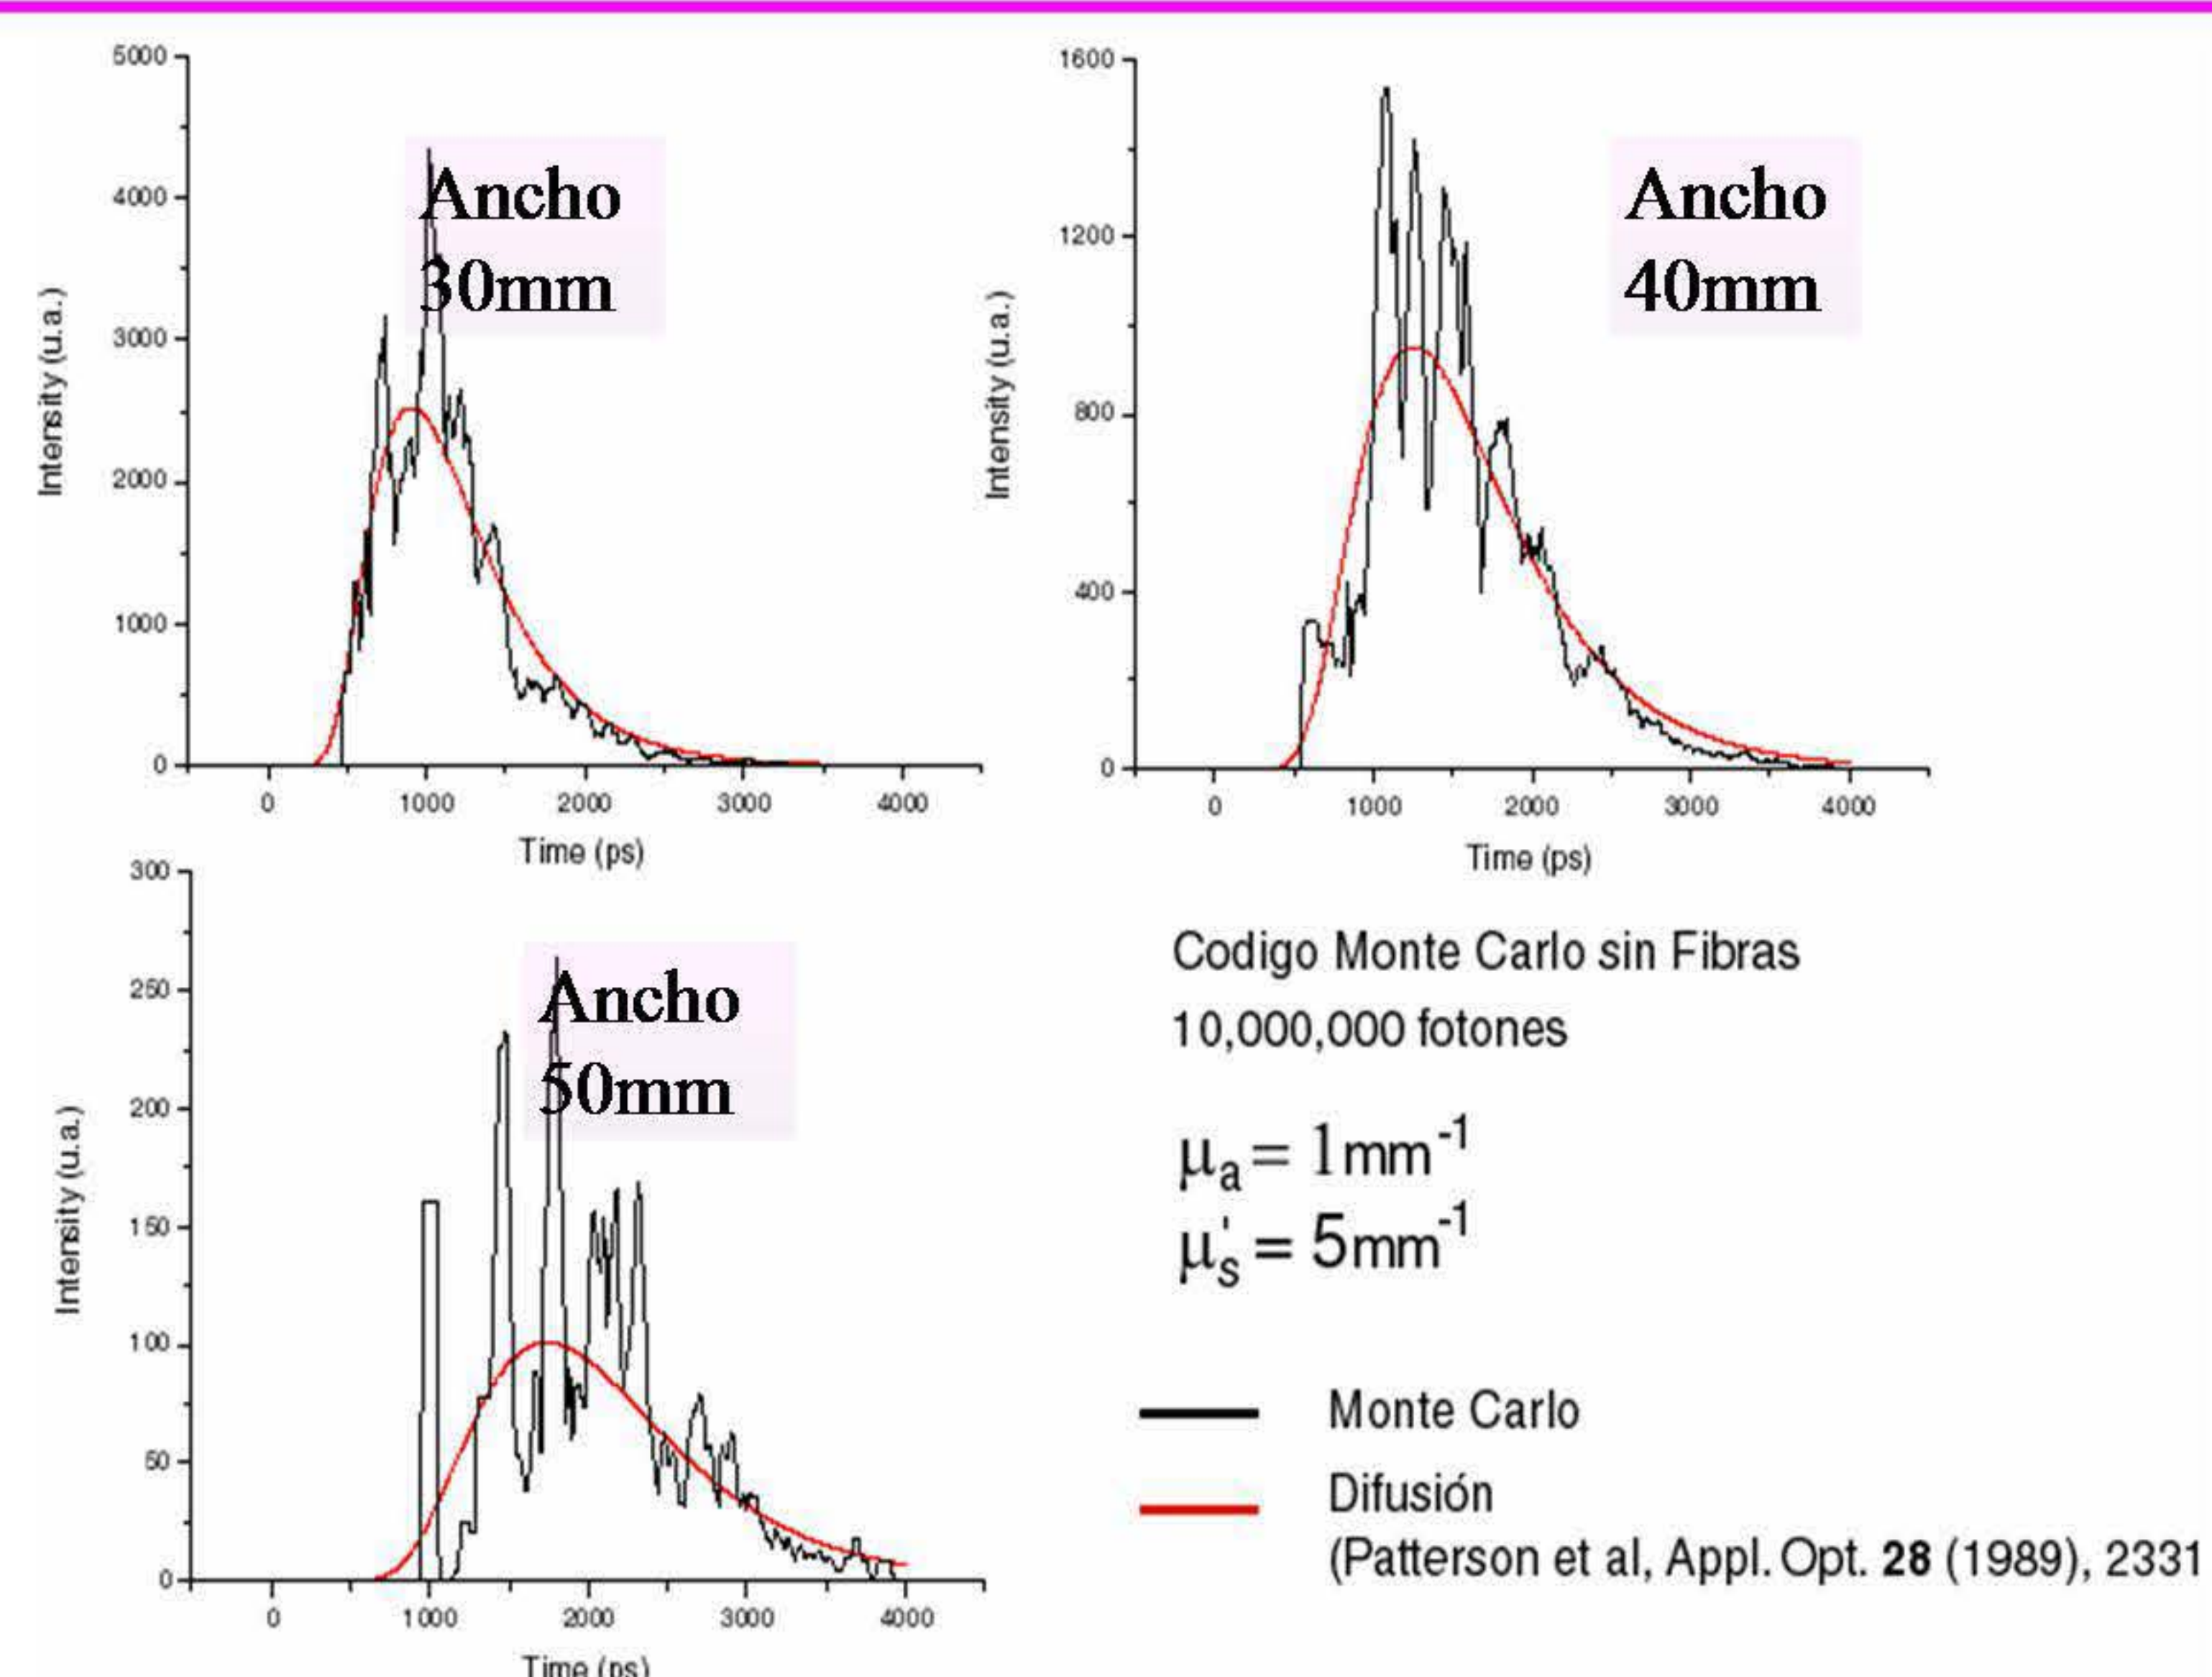 5000
4000
3000
2000
1000
0
Intensity (u.a.)
0 1000 2000 3000 4000
Time (ps)
Ancho
30mm
1600
1200
800
400
0
Intensity (u.a.)
0 1000 2000 3000 4000
Time (ps)
Ancho
40mm
300
250
200
150
100
50
0
Intensity (u.a.)
0 1000 2000 3000 4000
Time (ps)
Ancho
50mm
Codigo Monte Carlo sin Fibras
10,000,000 fotones
μa = 1mm-1
μs' = 5mm-1
Monte Carlo
Difusión
(Patterson et al, Appl. Opt. 28 (1989), 2331